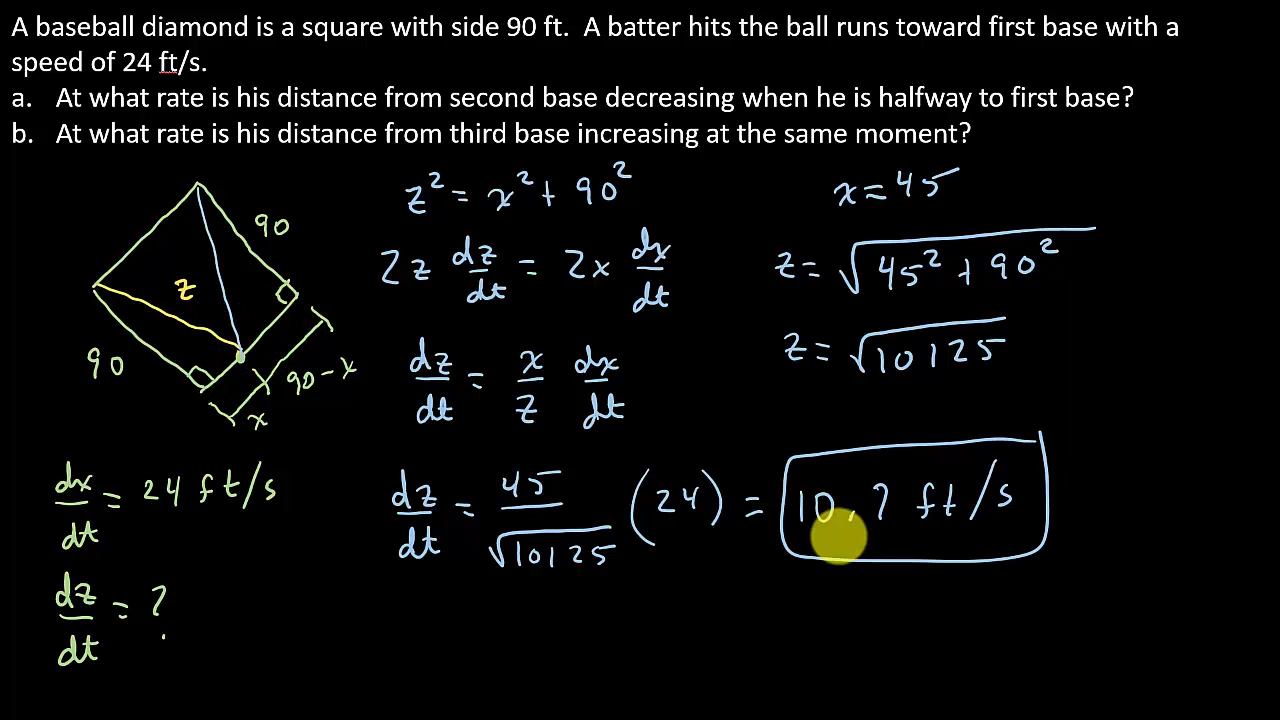 A baseball diamond is a square with side 90 ft. A batter hits the ball runs toward first base with a
speed of 24 ft/s.
a. At what rate is his distance from second base decreasing when he is halfway to first base?
b. At what rate is his distance from third base increasing at the same moment?
90
z
90
90 - x
x
dx/dt = 24 ft/s
dz/dt = ?
z² = x² + 90²
2z dz/dt = 2x dx/dt
dz/dt = x/z dx/dt
dz/dt = 45/√10125 (24) = 10.7 ft/s
x = 45
z = √45² + 90²
z = √10125